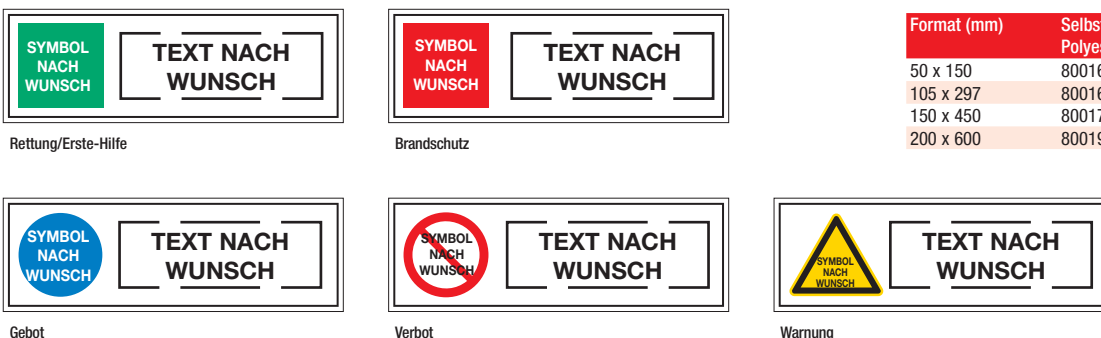 SYMBOL
NACH
WUNSCH
TEXT NACH
WUNSCH
Rettung/Erste-Hilfe
SYMBOL
NACH
WUNSCH
TEXT NACH
WUNSCH
Brandschutz
Format (mm)
50 x 150
105 x 297
150 x 450
200 x 600
SYMBOL
NACH
WUNSCH
TEXT NACH
WUNSCH
Gebot
SYMBOL
NACH
WUNSCH
TEXT NACH
WUNSCH
Verbot
SYMBOL
NACH
WUNSCH
TEXT NACH
WUNSCH
Warnung